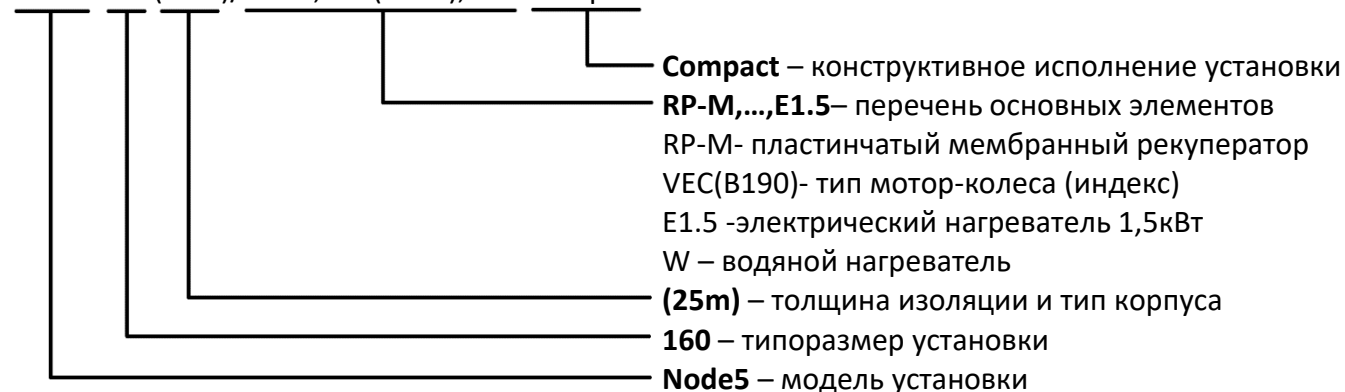 Compact – конструктивное исполнение установки
RP-M,...,E1.5– перечень основных элементов
RP-M- пластинчатый мембранный рекуператор
VEC(B190)- тип мотор-колеса (индекс)
E1.5 -электрический нагреватель 1,5кВт
W – водяной нагреватель
(25m) – толщина изоляции и тип корпуса
160 – типоразмер установки
Node5 – модель установки